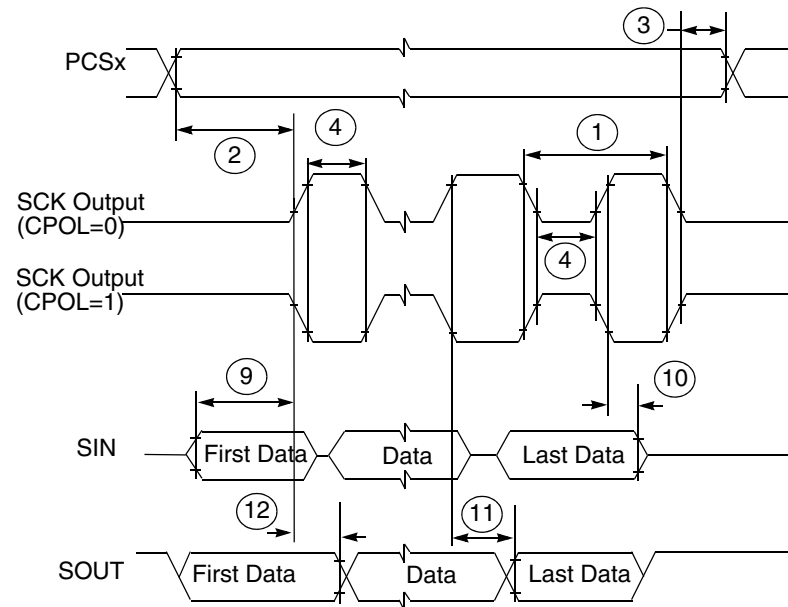 3
PCSx
2
4
1
SCK Output
(CPOL=0)
4
SCK Output
(CPOL=1)
9
10
SIN
First Data
Data
Last Data
12
11
SOUT
First Data
Data
Last Data